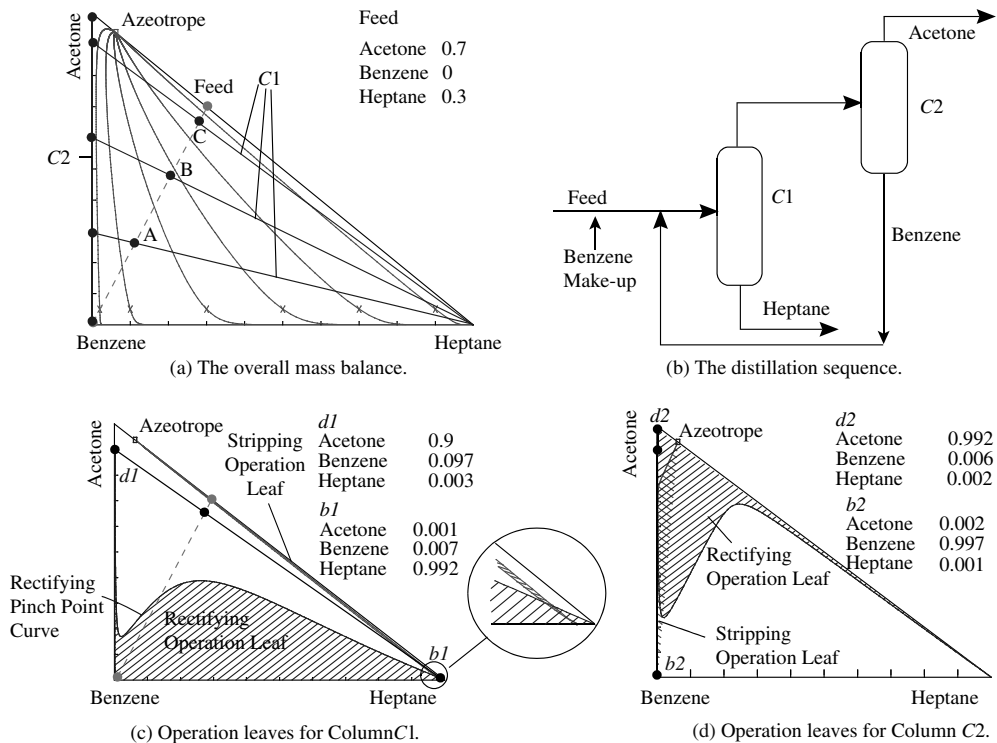 Acetone
Azeotrope
Feed
C1
C
B
A
C2
Benzene
Heptane
Feed
Acetone 0.7
Benzene 0
Heptane 0.3
(a) The overall mass balance.
Acetone
C2
C1
Feed
Benzene
Make-up
Benzene
Heptane
(b) The distillation sequence.
Acetone
Azeotrope
d1
Stripping
Operation
Leaf
d1
Acetone 0.9
Benzene 0.097
Heptane 0.003
b1
Acetone 0.001
Benzene 0.007
Heptane 0.992
Rectifying
Pinch Point
Curve
Rectifying
Operation Leaf
b1
Benzene
Heptane
(c) Operation leaves for ColumnC1.
d2
Acetone
Azeotrope
d2
Acetone 0.992
Benzene 0.006
Heptane 0.002
b2
Acetone 0.002
Benzene 0.997
Heptane 0.001
Rectifying
Operation Leaf
Stripping
Operation Leaf
b2
Benzene
Heptane
(d) Operation leaves for Column C2.